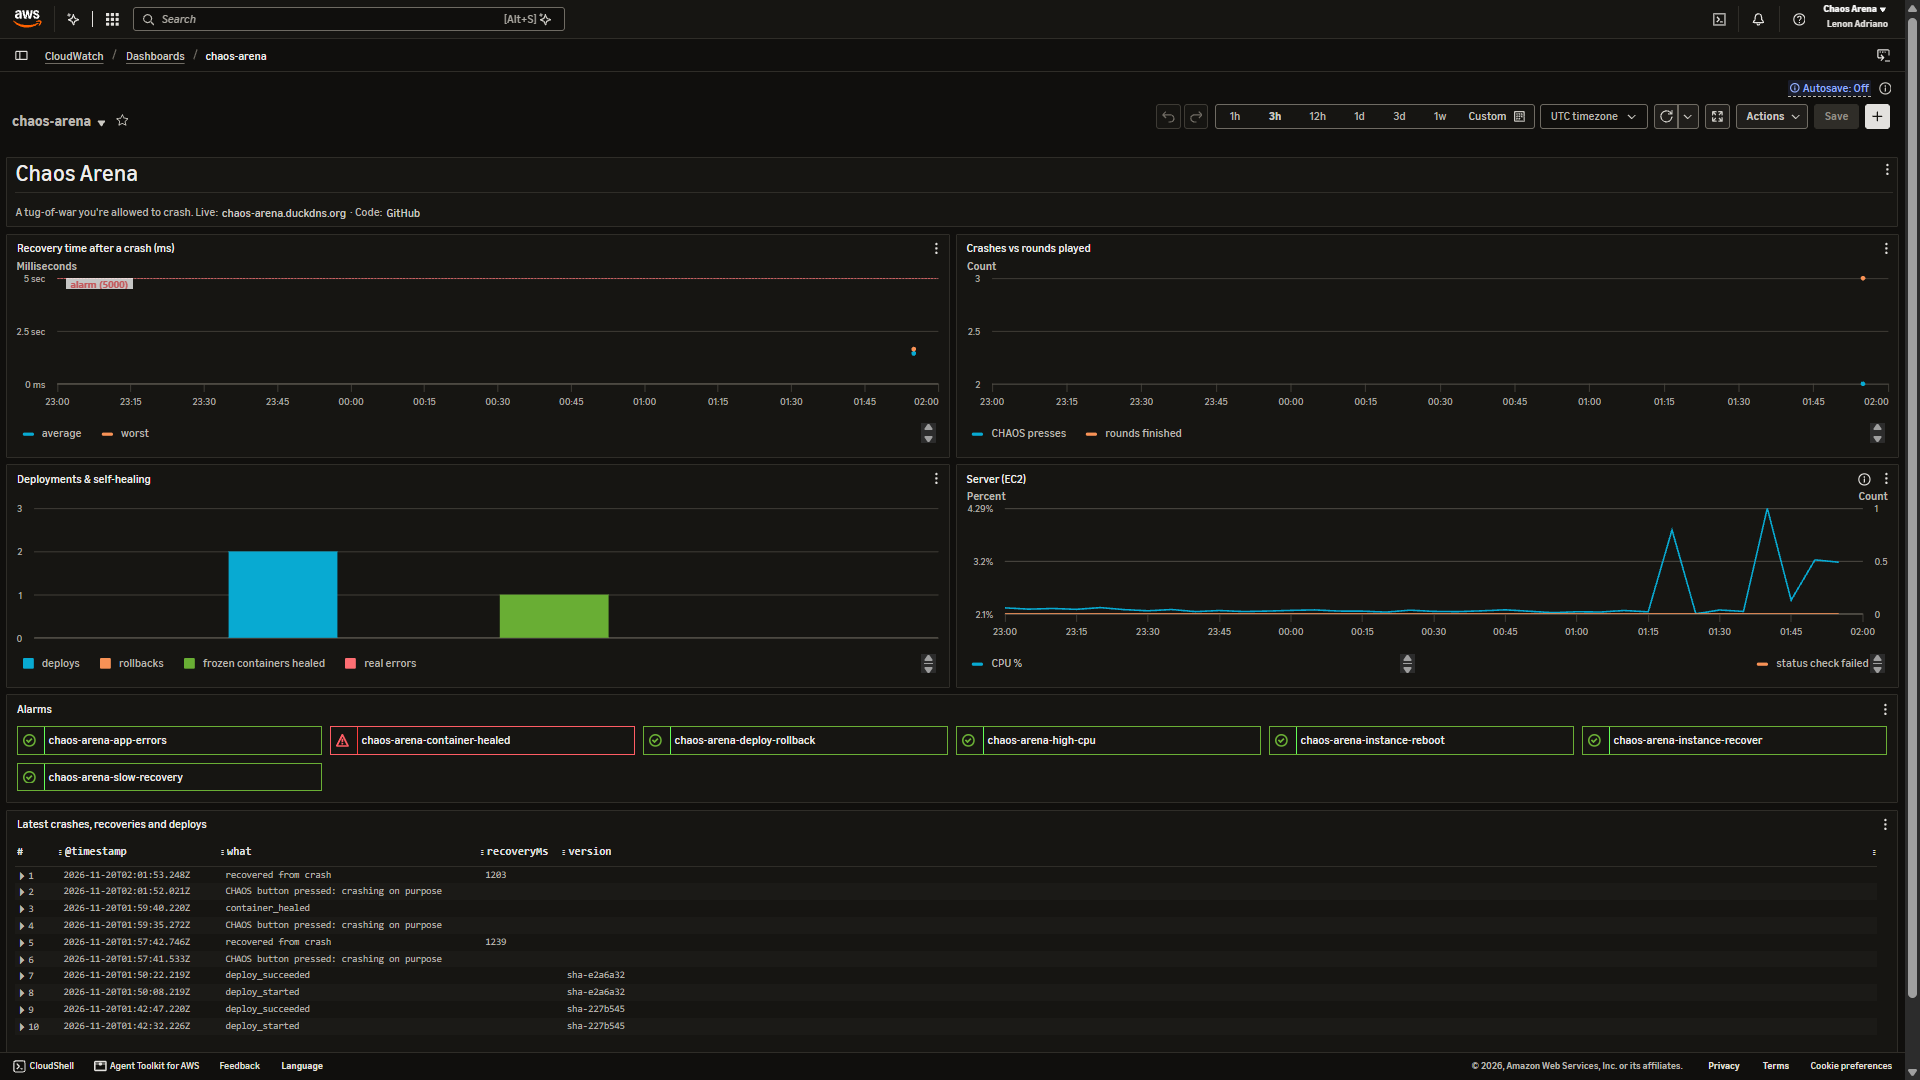 aws
Search [Alt+S]
Chaos Arena
Lenon Adriano
CloudWatch / Dashboards / chaos-arena
Autosave: Off
chaos-arena
1h 3h 12h 1d 3d 1w Custom UTC timezone Actions Save +
Chaos Arena
A tug-of-war you're allowed to crash. Live: chaos-arena.duckdns.org · Code: GitHub
Recovery time after a crash (ms)
Milliseconds
5 sec
alarm (5000)
2.5 sec
0 ms
23:00 23:15 23:30 23:45 00:00 00:15 00:30 00:45 01:00 01:15 01:30 01:45 02:00
average worst
Crashes vs rounds played
Count
3
2.5
2
23:00 23:15 23:30 23:45 00:00 00:15 00:30 00:45 01:00 01:15 01:30 01:45 02:00
CHAOS presses rounds finished
Deployments & self-healing
3
2
1
0
deploys rollbacks frozen containers healed real errors
Server (EC2)
Percent Count
4.29% 1
3.2% 0.5
2.1% 0
23:00 23:15 23:30 23:45 00:00 00:15 00:30 00:45 01:00 01:15 01:30 01:45 02:00
CPU % status check failed
Alarms
chaos-arena-app-errors chaos-arena-container-healed chaos-arena-deploy-rollback chaos-arena-high-cpu chaos-arena-instance-reboot chaos-arena-instance-recover
chaos-arena-slow-recovery
Latest crashes, recoveries and deploys
# @timestamp what recoveryMs version
1 2026-11-20T02:01:53.248Z recovered from crash 1203
2 2026-11-20T02:01:52.021Z CHAOS button pressed: crashing on purpose
3 2026-11-20T01:59:40.220Z container_healed
4 2026-11-20T01:59:35.272Z CHAOS button pressed: crashing on purpose
5 2026-11-20T01:57:42.746Z recovered from crash 1239
6 2026-11-20T01:57:41.533Z CHAOS button pressed: crashing on purpose
7 2026-11-20T01:50:22.219Z deploy_succeeded sha-e2a6a32
8 2026-11-20T01:50:08.219Z deploy_started sha-e2a6a32
9 2026-11-20T01:42:47.220Z deploy_succeeded sha-227b545
10 2026-11-20T01:42:32.226Z deploy_started sha-227b545
CloudShell Agent Toolkit for AWS Feedback Language © 2026, Amazon Web Services, Inc. or its affiliates. Privacy Terms Cookie preferences